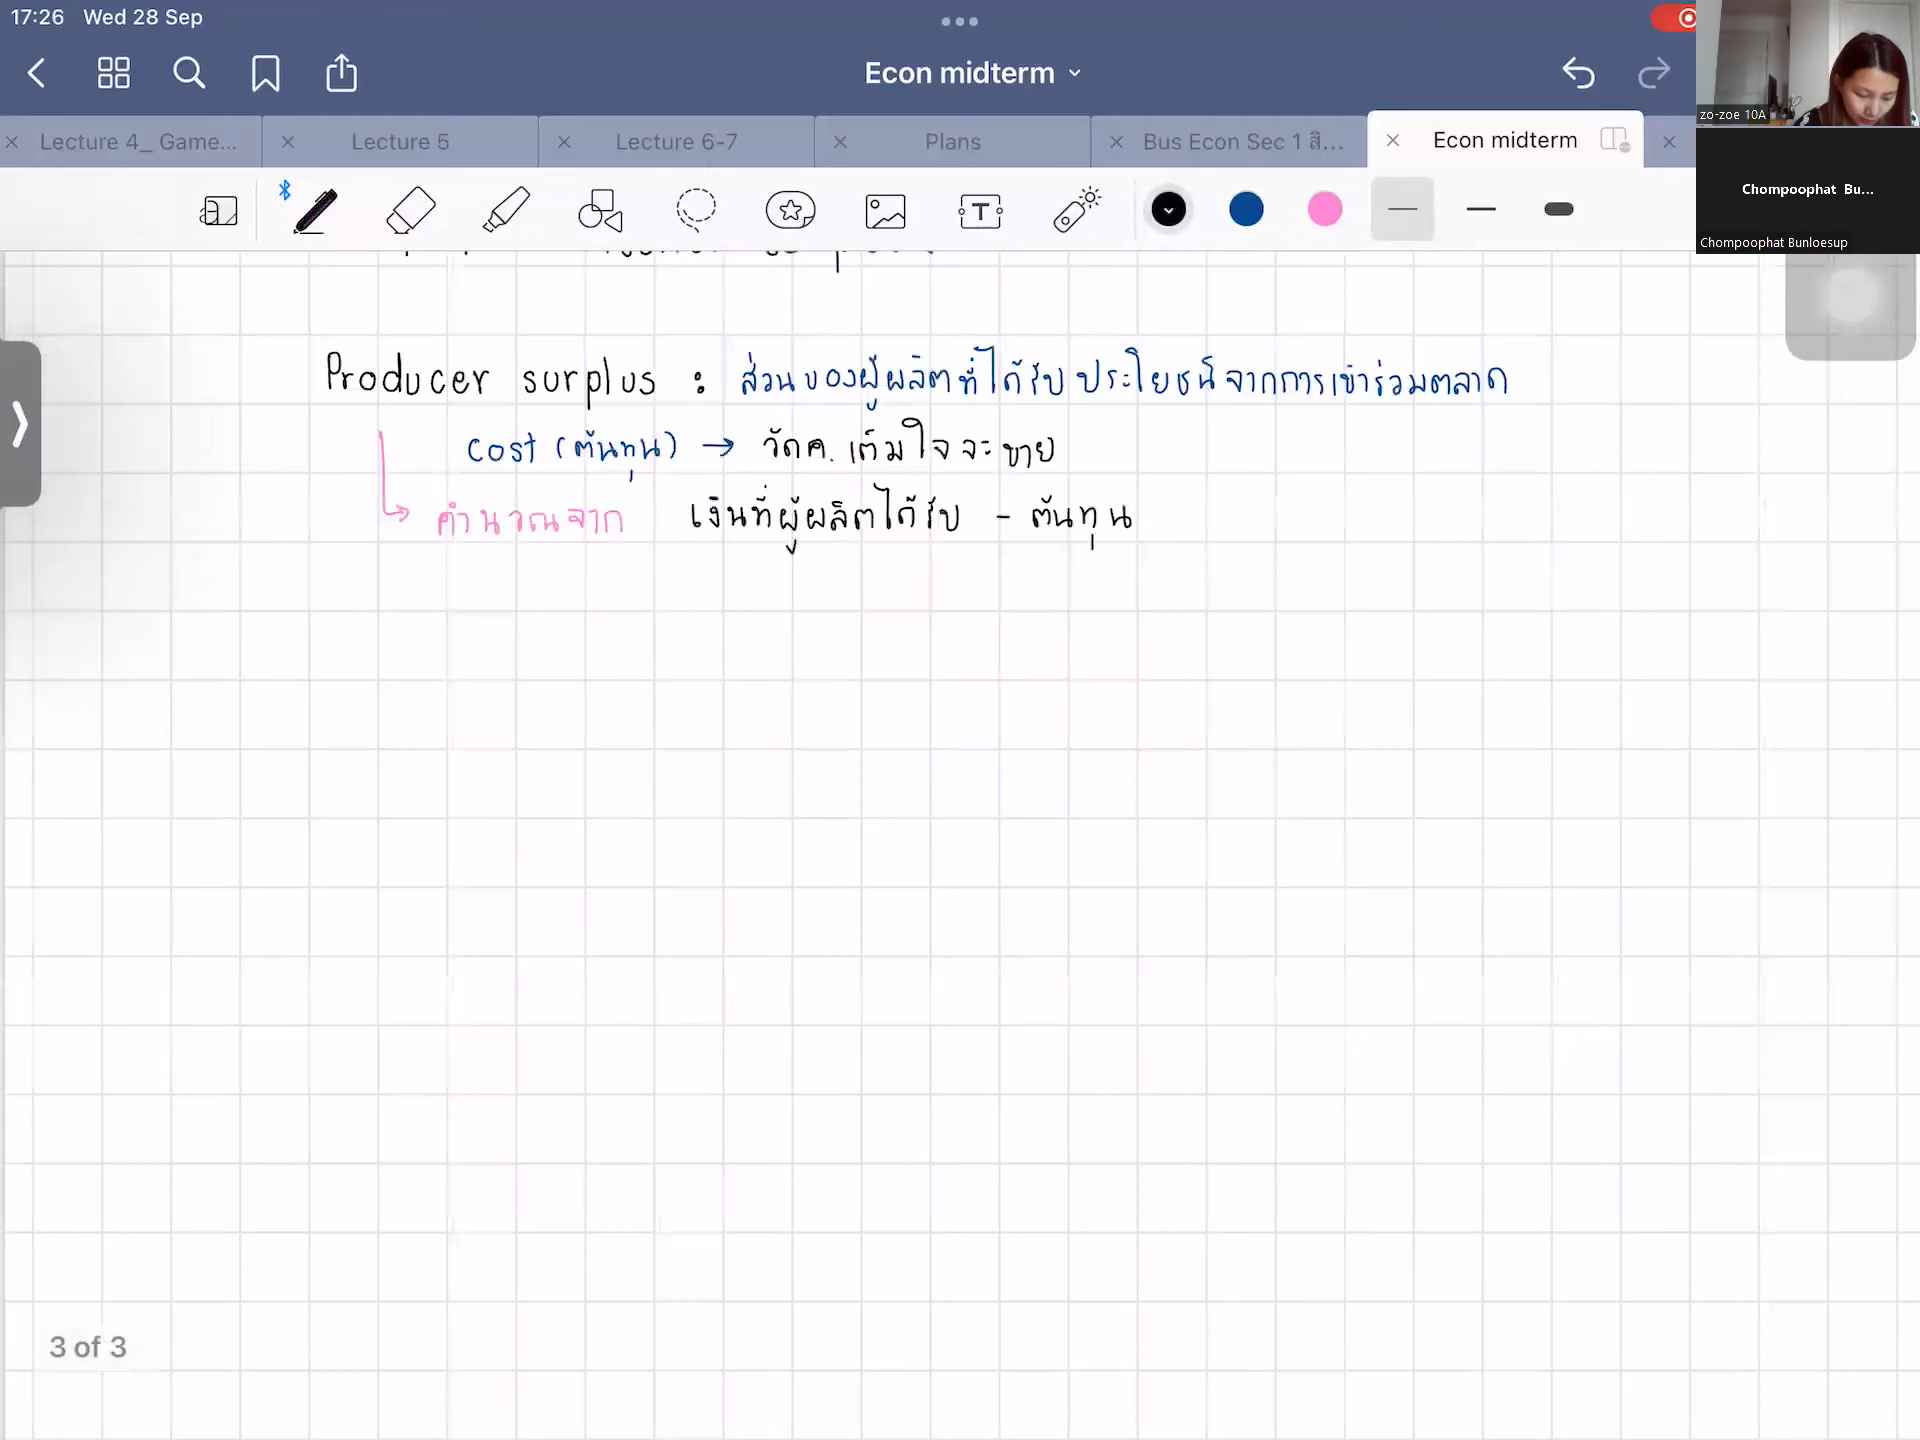 17:26 Wed 28 Sep
Econ midterm
zo-zoe 10A
Lecture 4_ Game...
Lecture 5
Lecture 6-7
Plans
Bus Econ Sec 1 สิ...
Econ midterm
Chompoophat Bu...
Chompoophat Bunloesup
Producer surplus : ส่วนของผู้ผลิตที่ได้รับประโยชน์จากการเข้าร่วมตลาด
cost (ต้นทุน) → วัดค. เต็มใจจะขาย
คำนวณจาก เงินที่ผู้ผลิตได้รับ - ต้นทุน
3 of 3